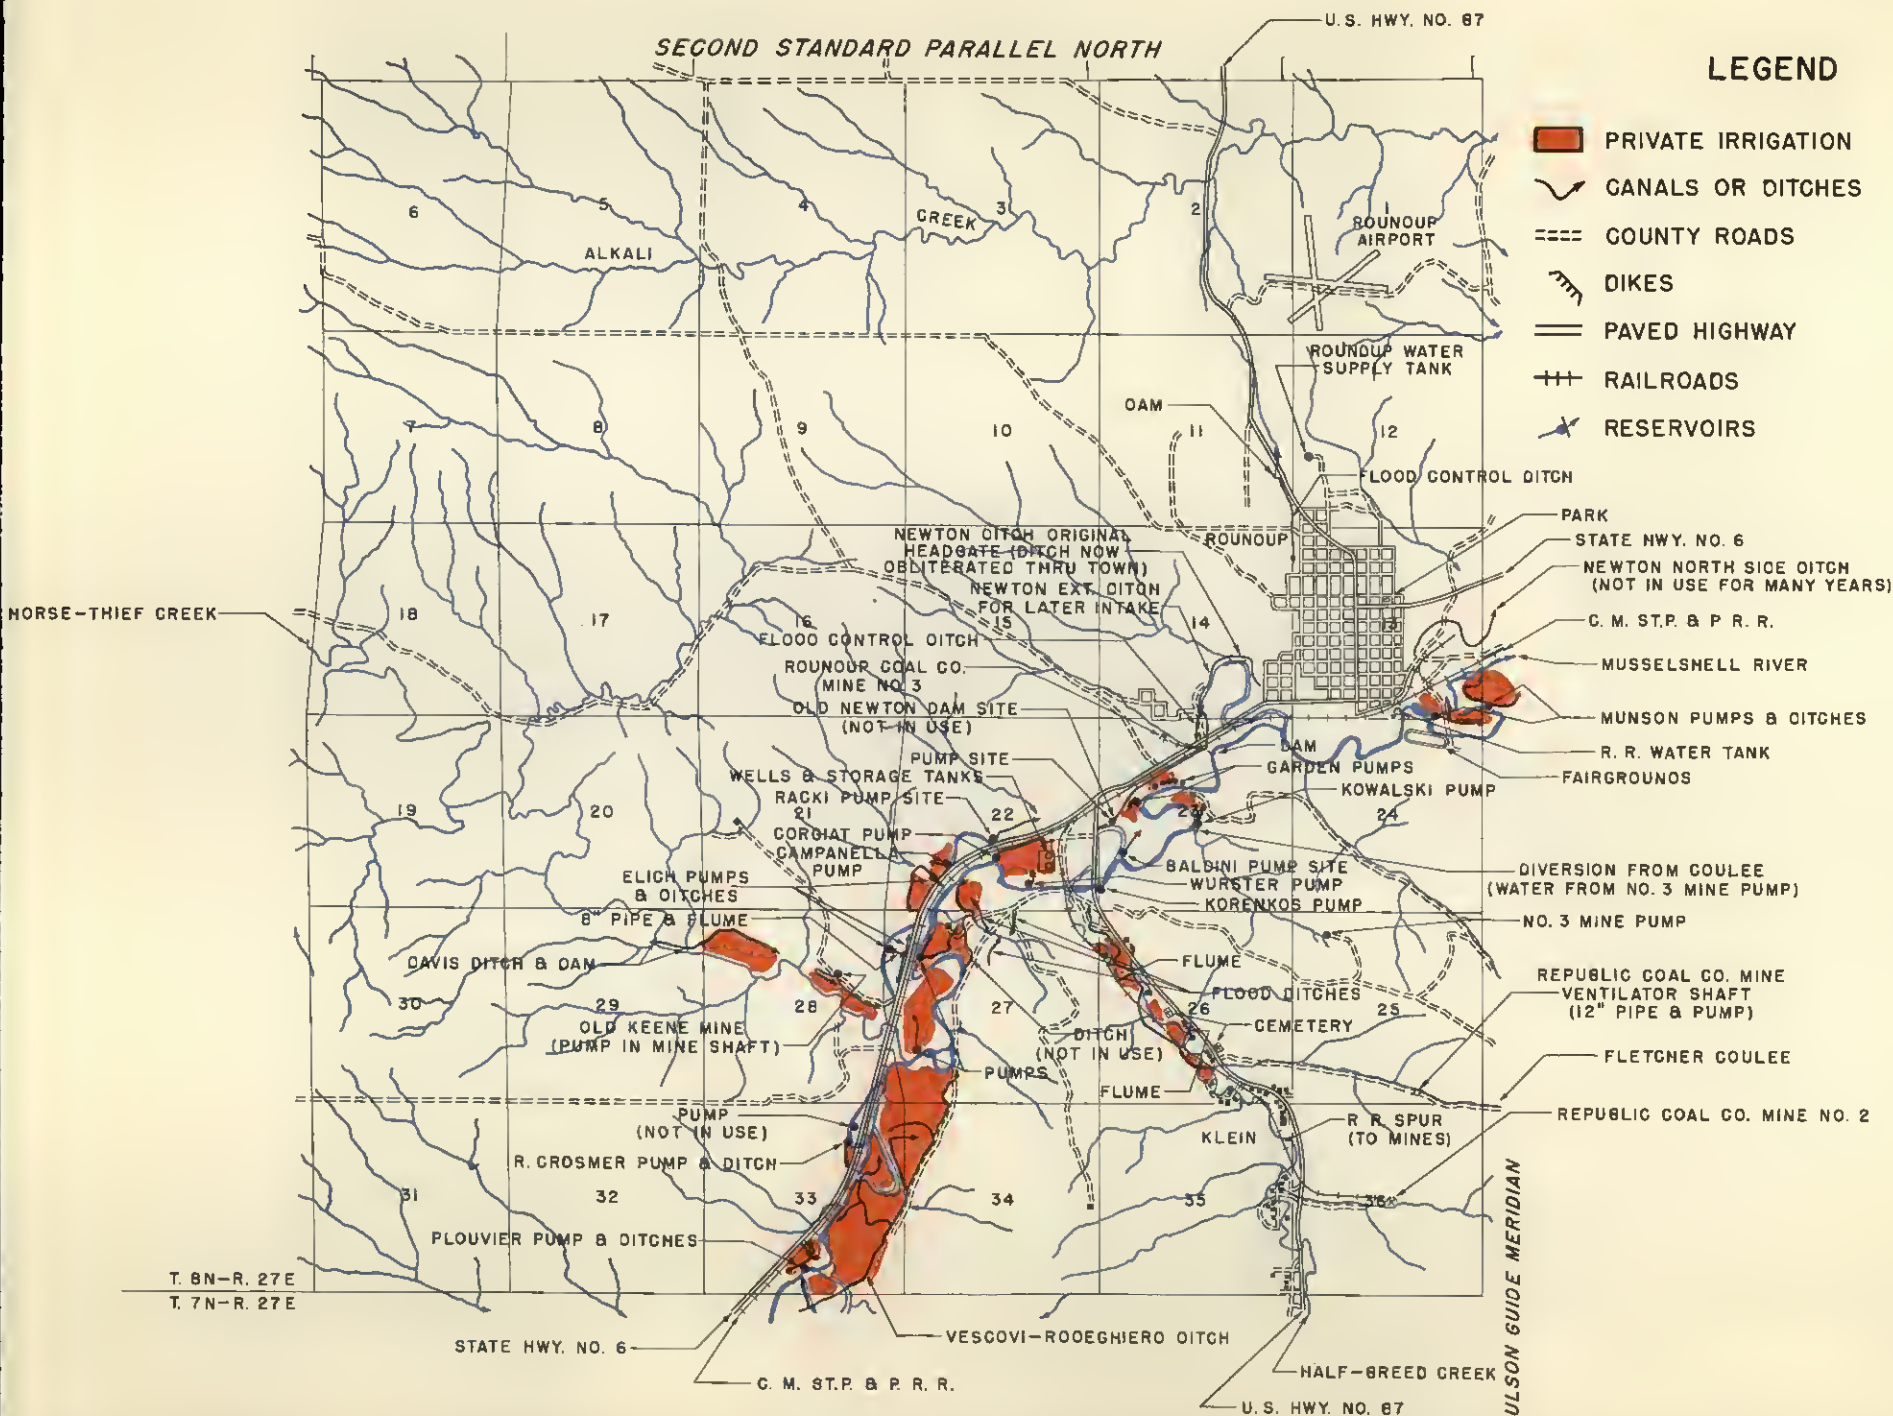 U.S. HWY. NO. 87
SECOND STANDARD PARALLEL NORTH
LEGEND
PRIVATE IRRIGATION
CANALS OR DITCHES
COUNTY ROADS
DIKES
PAVED HIGHWAY
RAILROADS
RESERVOIRS
6
5
4
3
2
1
CREEK
ALKALI
ROUNDUP
AIRPORT
ROUNDUP WATER
SUPPLY TANK
DAM
7
8
9
10
11
12
FLOOD CONTROL DITCH
PARK
STATE HWY. NO. 6
NEWTON NORTH SIDE DITCH
(NOT IN USE FOR MANY YEARS)
C. M. ST.P. & P R. R.
MUSSELSHELL RIVER
MUNSON PUMPS & DITCHES
R. R. WATER TANK
FAIRGROUNDS
NEWTON DITCH ORIGINAL
HEADGATE (DITCH NOW
OBLITERATED THRU TOWN)
ROUNDUP
NEWTON EXT. DITCH
FOR LATER INTAKE
HORSE-THIEF CREEK
18
17
16
15
14
13
FLOOD CONTROL DITCH
ROUNDUP COAL CO.
MINE NO. 3
OLD NEWTON DAM SITE
(NOT IN USE)
PUMP SITE
WELLS & STORAGE TANKS
RACKI PUMP SITE
DAM
GARDEN PUMPS
KOWALSKI PUMP
19
20
21
22
23
24
CORGIAT PUMP
CAMPANELLA
PUMP
ELICH PUMPS
& DITCHES
8" PIPE & FLUME
DAVIS DITCH & DAM
BALDINI PUMP SITE
WURSTER PUMP
KORENKOS PUMP
DIVERSION FROM COULEE
(WATER FROM NO. 3 MINE PUMP)
NO. 3 MINE PUMP
FLUME
FLOOD DITCHES
REPUBLIC COAL CO. MINE
VENTILATOR SHAFT
(12" PIPE & PUMP)
30
29
28
27
26
25
OLD KEENE MINE
(PUMP IN MINE SHAFT)
DITCH
(NOT IN USE)
CEMETERY
FLETCHER COULEE
PUMPS
FLUME
PUMP
(NOT IN USE)
R. CROSMER PUMP & DITCH
KLEIN
R. R. SPUR
(TO MINES)
REPUBLIC COAL CO. MINE NO. 2
31
32
33
34
35
36
PLOUVIER PUMP & DITCHES
T. 8N-R. 27E
T. 7N-R. 27E
STATE HWY. NO. 6
VESCOVI-RODEGHIERO DITCH
C. M. ST.P. & P. R. R.
HALF-BREED CREEK
U.S. HWY. NO. 87
ULSON GUIDE MERIDIAN